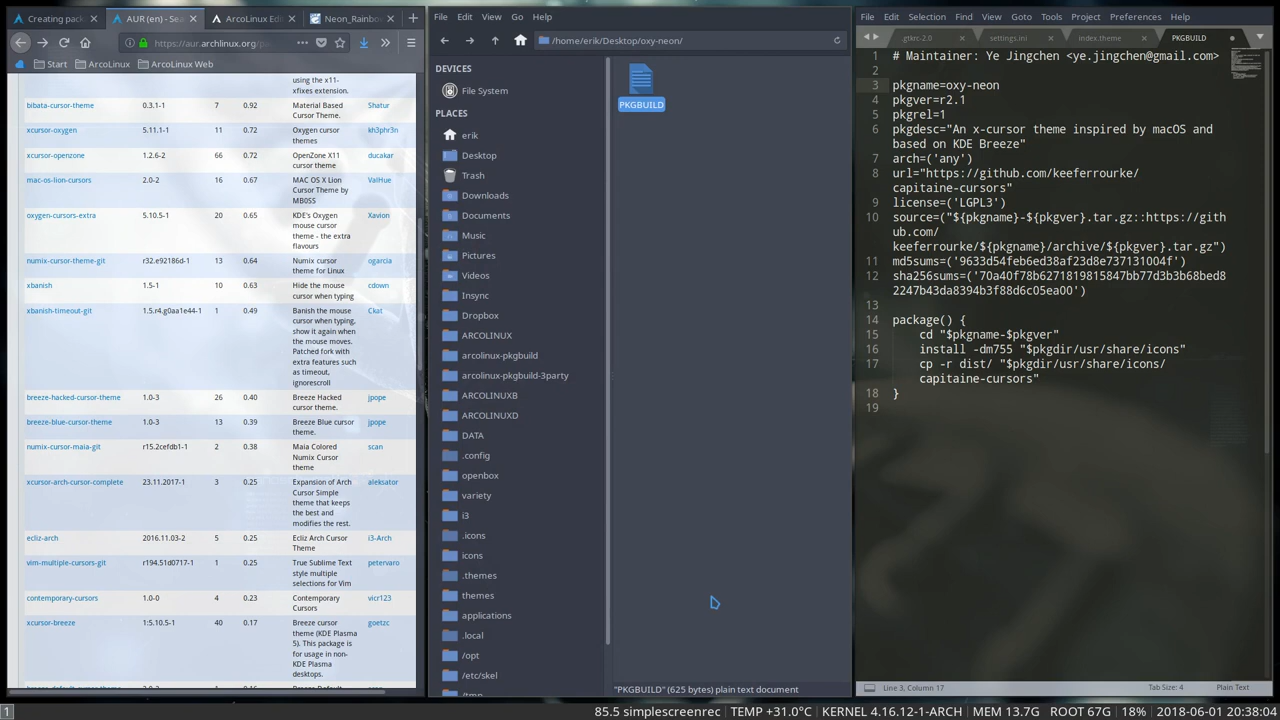 Creating pack
AUR (en) - Sea
ArcoLinux Edit
Neon_Rainbow
https://aur.archlinux.org/pa
Start
ArcoLinux
ArcoLinux Web
using the x11-
xfixes extension.
bibata-cursor-theme 0.3.1-1 7 0.92 Material Based Shatur
Cursor Theme.
xcursor-oxygen 5.11.1-1 11 0.72 Oxygen cursor kh3phr3n
themes
xcursor-openzone 1.2.6-2 66 0.72 OpenZone X11 ducakar
cursor theme
mac-os-lion-cursors 2.0-2 16 0.67 MAC OS X Lion ValHue
Cursor Theme by
MB0SS
oxygen-cursors-extra 5.10.5-1 20 0.65 KDE's Oxygen Xavion
mouse cursor
theme - the extra
flavours
numix-cursor-theme-git r32.e92186d-1 13 0.64 Numix cursor ogarcia
theme for Linux
xbanish 1.5-1 10 0.63 Hide the mouse cdown
cursor when typing
xbanish-timeout-git 1.5.r4.g0aa1e44-1 1 0.49 Banish the mouse Ckat
cursor when typing,
show it again when
the mouse moves.
Patched fork with
extra features such
as timeout,
ignorescroll
breeze-hacked-cursor-theme 1.0-3 26 0.40 Breeze Hacked jpope
cursor theme.
breeze-blue-cursor-theme 1.0-3 13 0.39 Breeze Blue cursor jpope
theme.
numix-cursor-maia-git r15.2cefdb1-1 2 0.38 Maia Colored scan
Numix Cursor
theme
xcursor-arch-cursor-complete 23.11.2017-1 3 0.25 Expansion of Arch aleksator
Cursor Simple
theme that keeps
the best and
modifies the rest.
ecliz-arch 2016.11.03-2 5 0.25 Ecliz Arch Cursor i3-Arch
Theme
vim-multiple-cursors-git r194.51d0717-1 1 0.25 True Sublime Text petervaro
style multiple
selections for Vim
contemporary-cursors 1.0-0 4 0.23 Contemporary vicr123
Cursors
xcursor-breeze 1:5.10.5-1 40 0.17 Breeze cursor goetzc
theme (KDE Plasma
5). This package is
for usage in non-
KDE Plasma
desktops.
File Edit View Go Help
/home/erik/Desktop/oxy-neon/
DEVICES
File System
PLACES
erik
Desktop
Trash
Downloads
Documents
Music
Pictures
Videos
Insync
Dropbox
ARCOLINUX
arcolinux-pkgbuild
arcolinux-pkgbuild-3party
ARCOLINUXB
ARCOLINUXD
DATA
.config
openbox
variety
i3
.icons
icons
.themes
themes
applications
.local
/opt
/etc/skel
/tmp
PKGBUILD
"PKGBUILD" (625 bytes) plain text document
File Edit Selection Find View Goto Tools Project Preferences Help
.gtkrc-2.0 settings.ini index.theme PKGBUILD
1 # Maintainer: Ye Jingchen <ye.jingchen@gmail.com>
2
3 pkgname=oxy-neon
4 pkgver=r2.1
5 pkgrel=1
6 pkgdesc="An x-cursor theme inspired by macOS and
based on KDE Breeze"
7 arch=('any')
8 url="https://github.com/keeferrourke/
capitaine-cursors"
9 license=('LGPL3')
10 source=("${pkgname}-${pkgver}.tar.gz::https://gith
ub.com/
keeferrourke/${pkgname}/archive/${pkgver}.tar.gz")
11 md5sums=('9633d54feb6ed38af23d8e737131004f')
12 sha256sums=('70a40f78b6271819815847bb77d3b3b68bed8
2247b43da8394b3f88d6c05ea00')
13
14 package() {
15 cd "$pkgname-$pkgver"
16 install -dm755 "$pkgdir/usr/share/icons"
17 cp -r dist/ "$pkgdir/usr/share/icons/
capitaine-cursors"
18 }
19
Line 3, Column 17
Tab Size: 4
Plain Text
1
85.5 simplescreenrec | TEMP +31.0°C | KERNEL 4.16.12-1-ARCH | MEM 13.7G | ROOT 67G | 18% | 2018-06-01 20:38:04